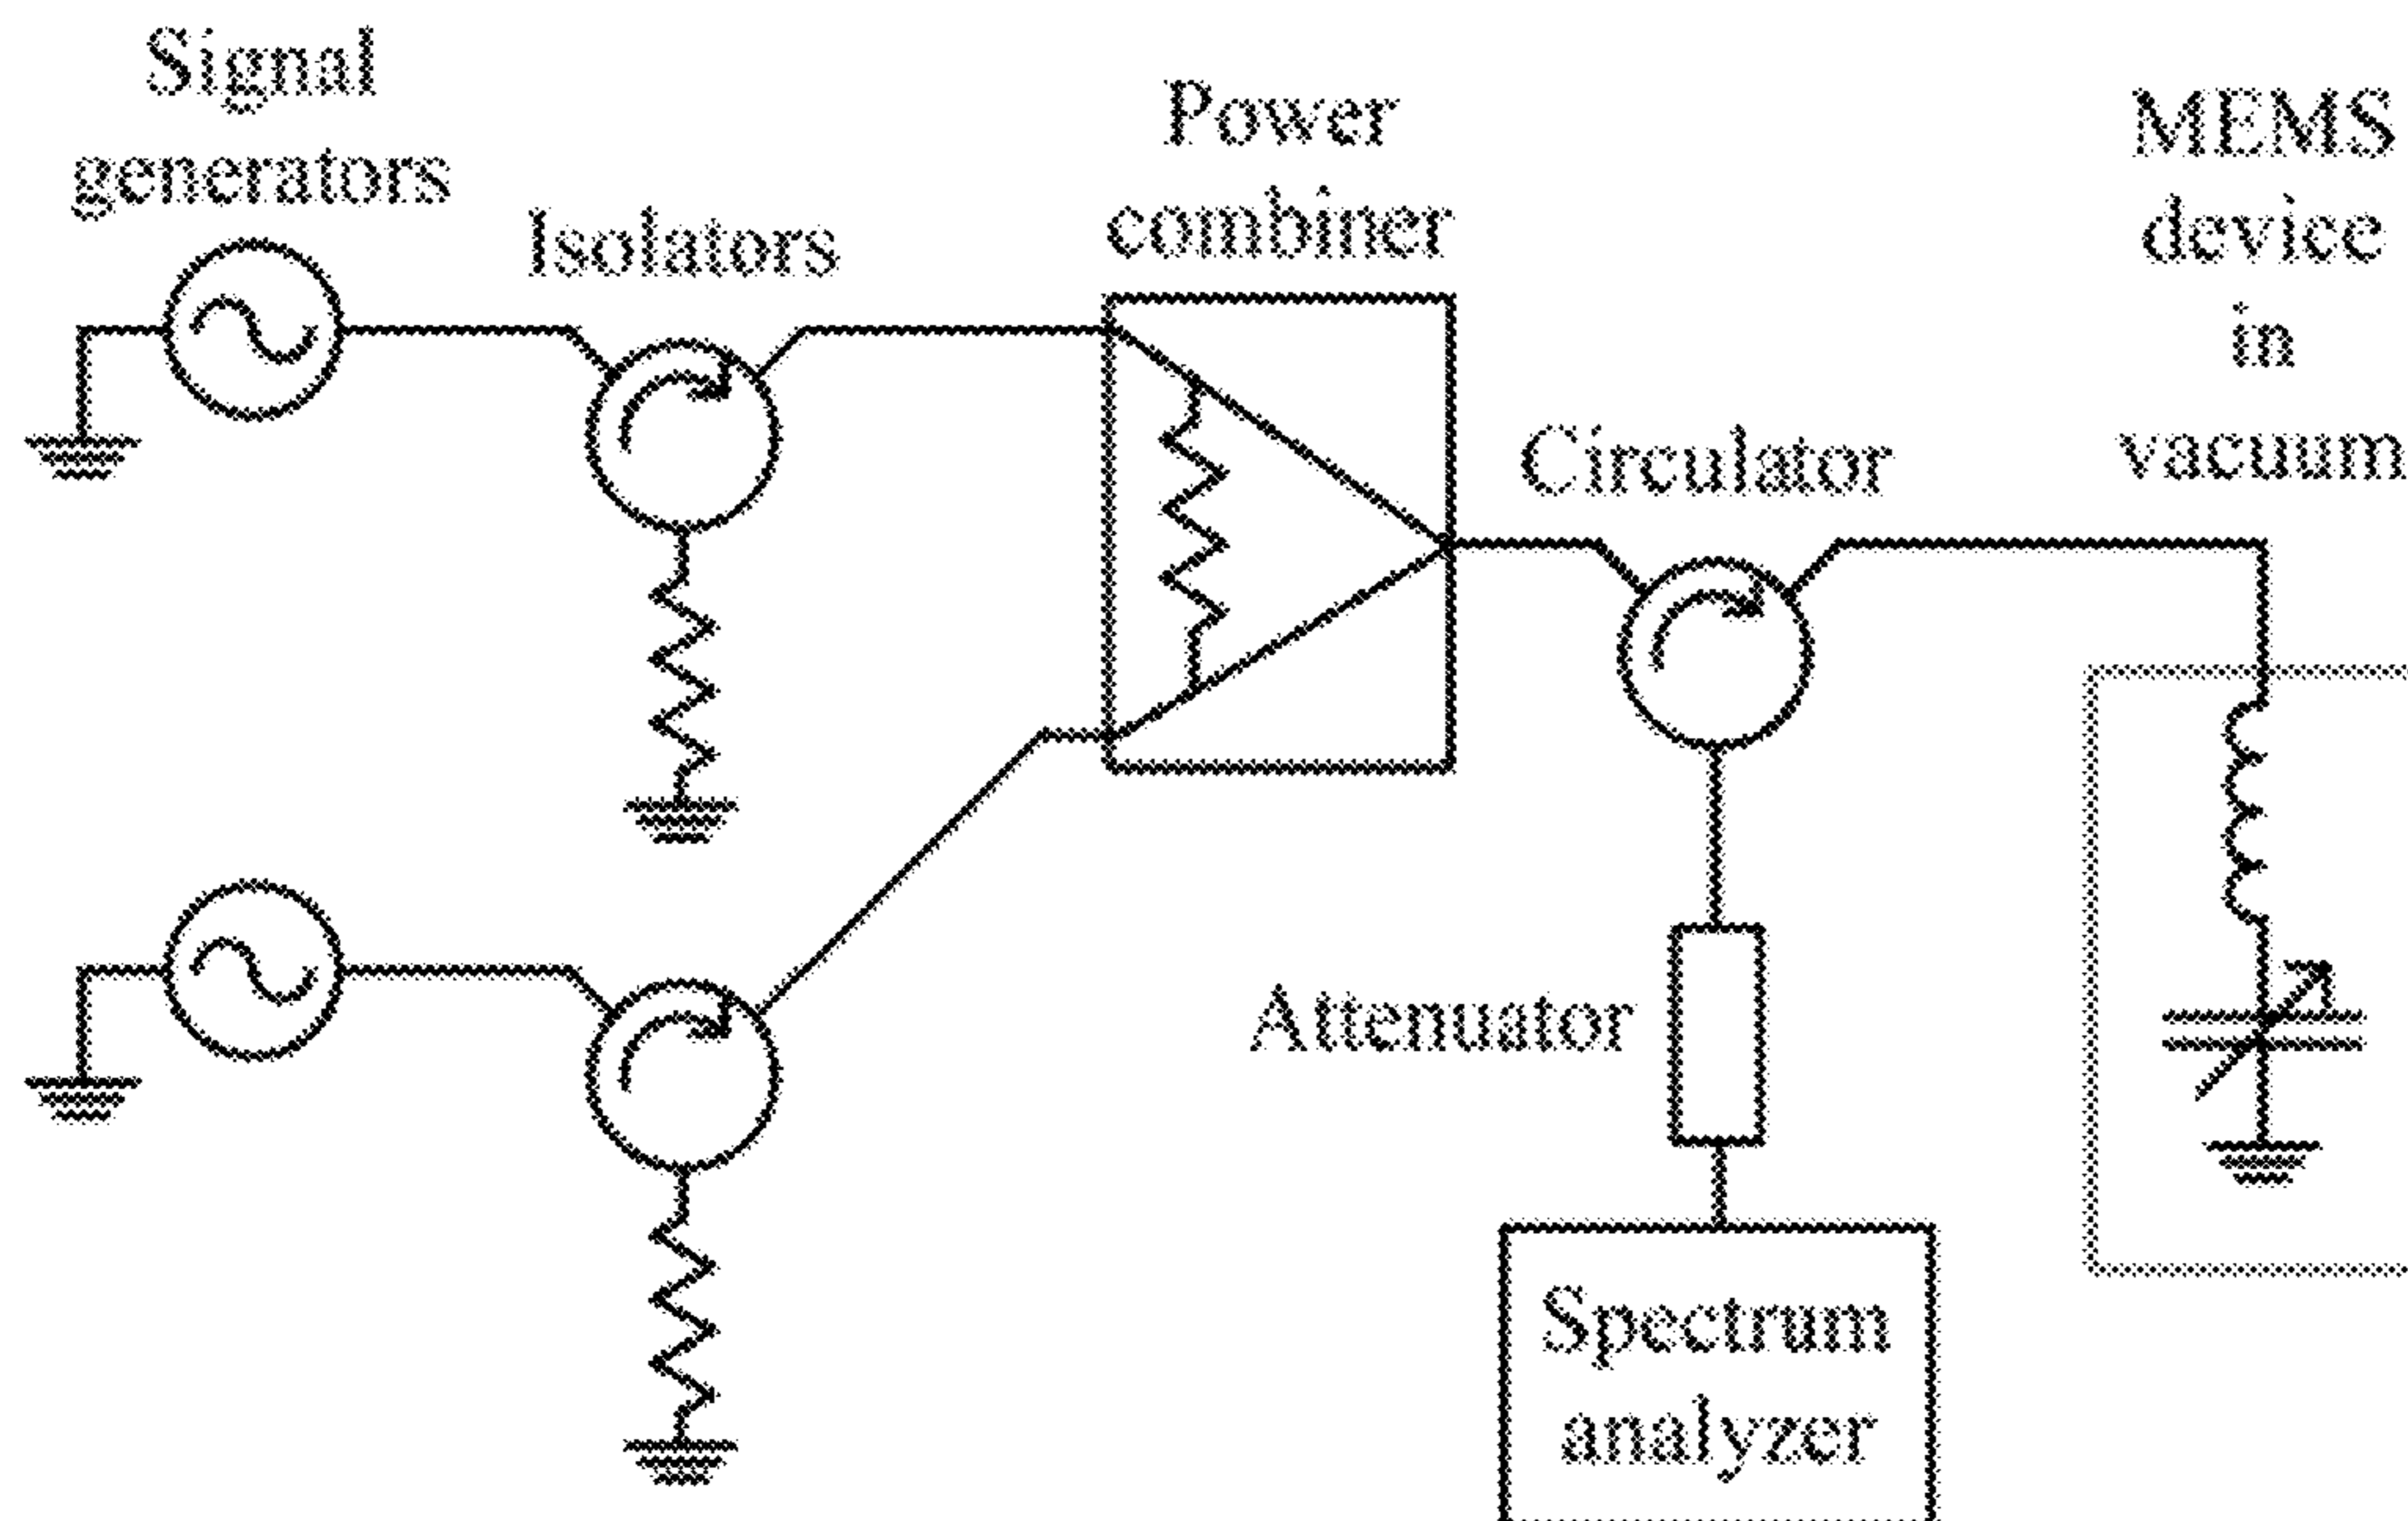 Signal
generators
Isolators
Power
combiner
Circulator
MEMS
device
in
vacuum
Attenuator
Spectrum
analyzer